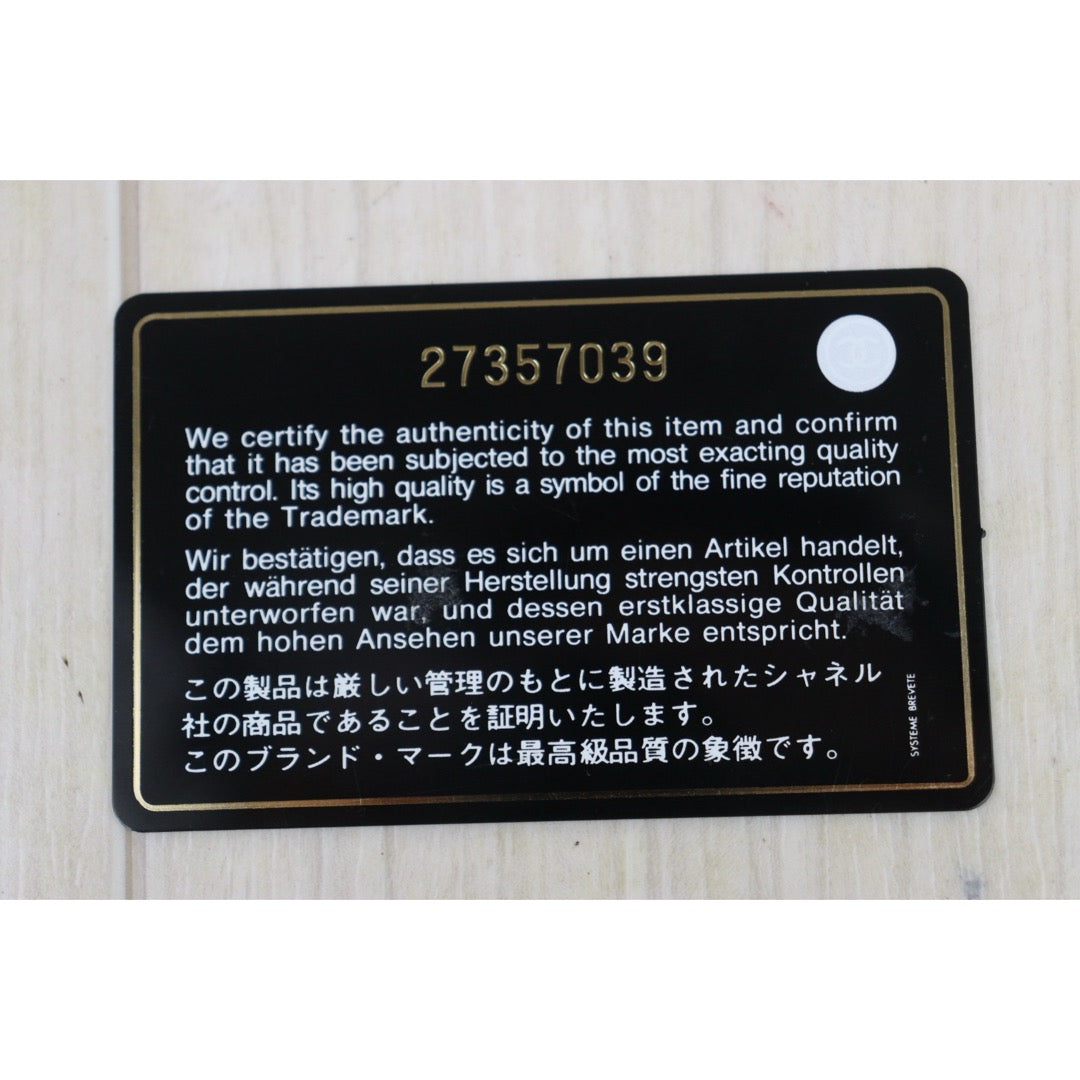 27357039
We certify the authenticity of this item and confirm
that it has been subjected to the most exacting quality
control. Its high quality is a symbol of the fine reputation
of the Trademark.
Wir bestätigen, dass es sich um einen Artikel handelt,
der während seiner Herstellung strengsten Kontrollen
unterworfen war, und dessen erstklassige Qualität
dem hohen Ansehen unserer Marke entspricht.
この製品は厳しい管理のもとに製造されたシャネル
社の商品であることを証明いたします。
このブランド・マークは最高級品質の象徴です。
SYSTEME BREVETE